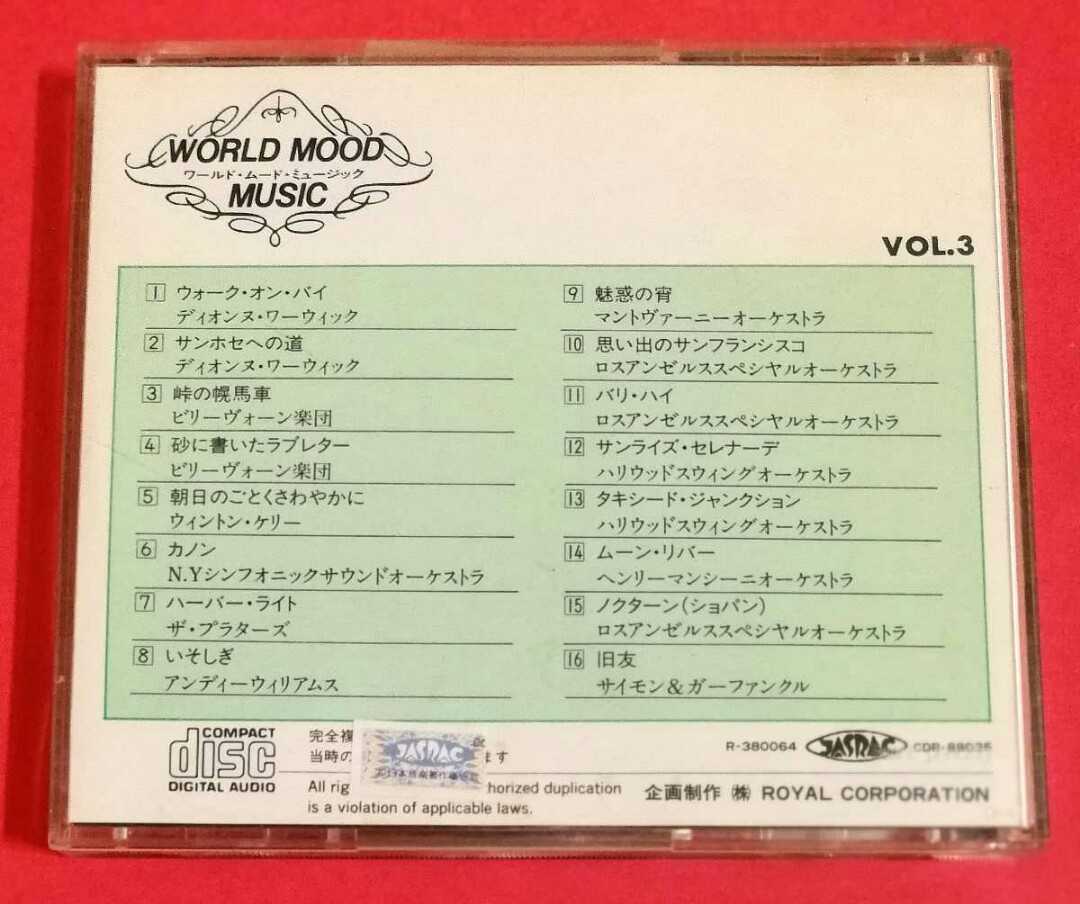 WORLD MOOD
ワールド・ムード・ミュージック
MUSIC
VOL.3
1 ウォーク・オン・バイ
ディオンヌ・ワーウィック
2 サンホセへの道
ディオンヌ・ワーウィック
3 峠の幌馬車
ビリーヴォーン楽団
4 砂に書いたラブレター
ビリーヴォーン楽団
5 朝日のごとくさわやかに
ウィントン・ケリー
6 カノン
N.Yシンフォニックサウンドオーケストラ
7 ハーバー・ライト
ザ・プラターズ
8 いそしぎ
アンディーウィリアムス
9 魅惑の宵
マントヴァーニーオーケストラ
10 思い出のサンフランシスコ
ロスアンゼルススペシャルオーケストラ
11 バリ・ハイ
ロスアンゼルススペシャルオーケストラ
12 サンライズ・セレナーデ
ハリウッドスウィングオーケストラ
13 タキシード・ジャンクション
ハリウッドスウィングオーケストラ
14 ムーン・リバー
ヘンリーマンシーニオーケストラ
15 ノクターン(ショパン)
ロスアンゼルススペシャルオーケストラ
16 旧友
サイモン&ガーファンクル
COMPACT
disc
DIGITAL AUDIO
完全複
当時の ます
JASRAC
All rig horized duplication
is a violation of applicable laws.
R-380064 JASRAC CDR-88035
企画制作 (株) ROYAL CORPORATION